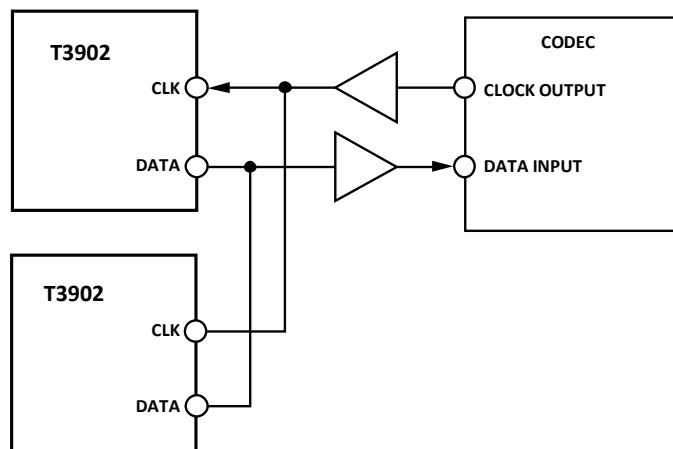 T3902
CODEC
CLK
CLOCK OUTPUT
DATA
DATA INPUT
T3902
CLK
DATA